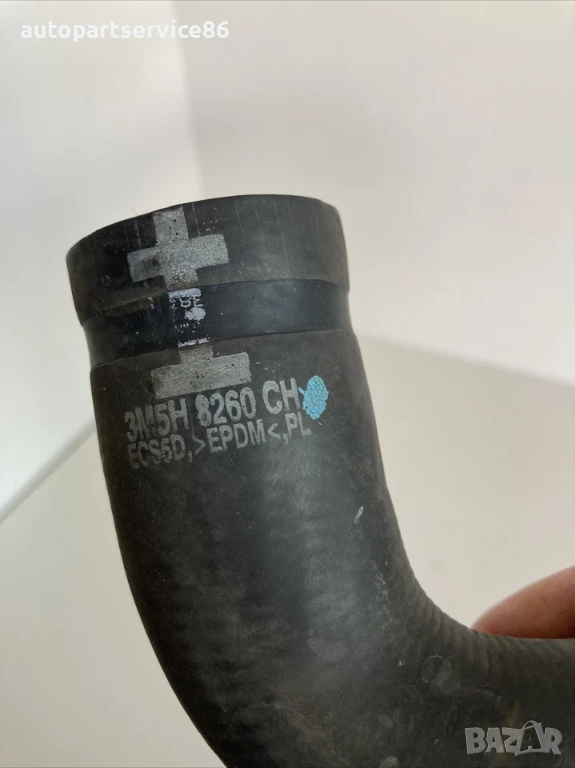 autopartservice86
3M5H 8260 CH
ECS6D,>EPDM<,PL
BAZAR